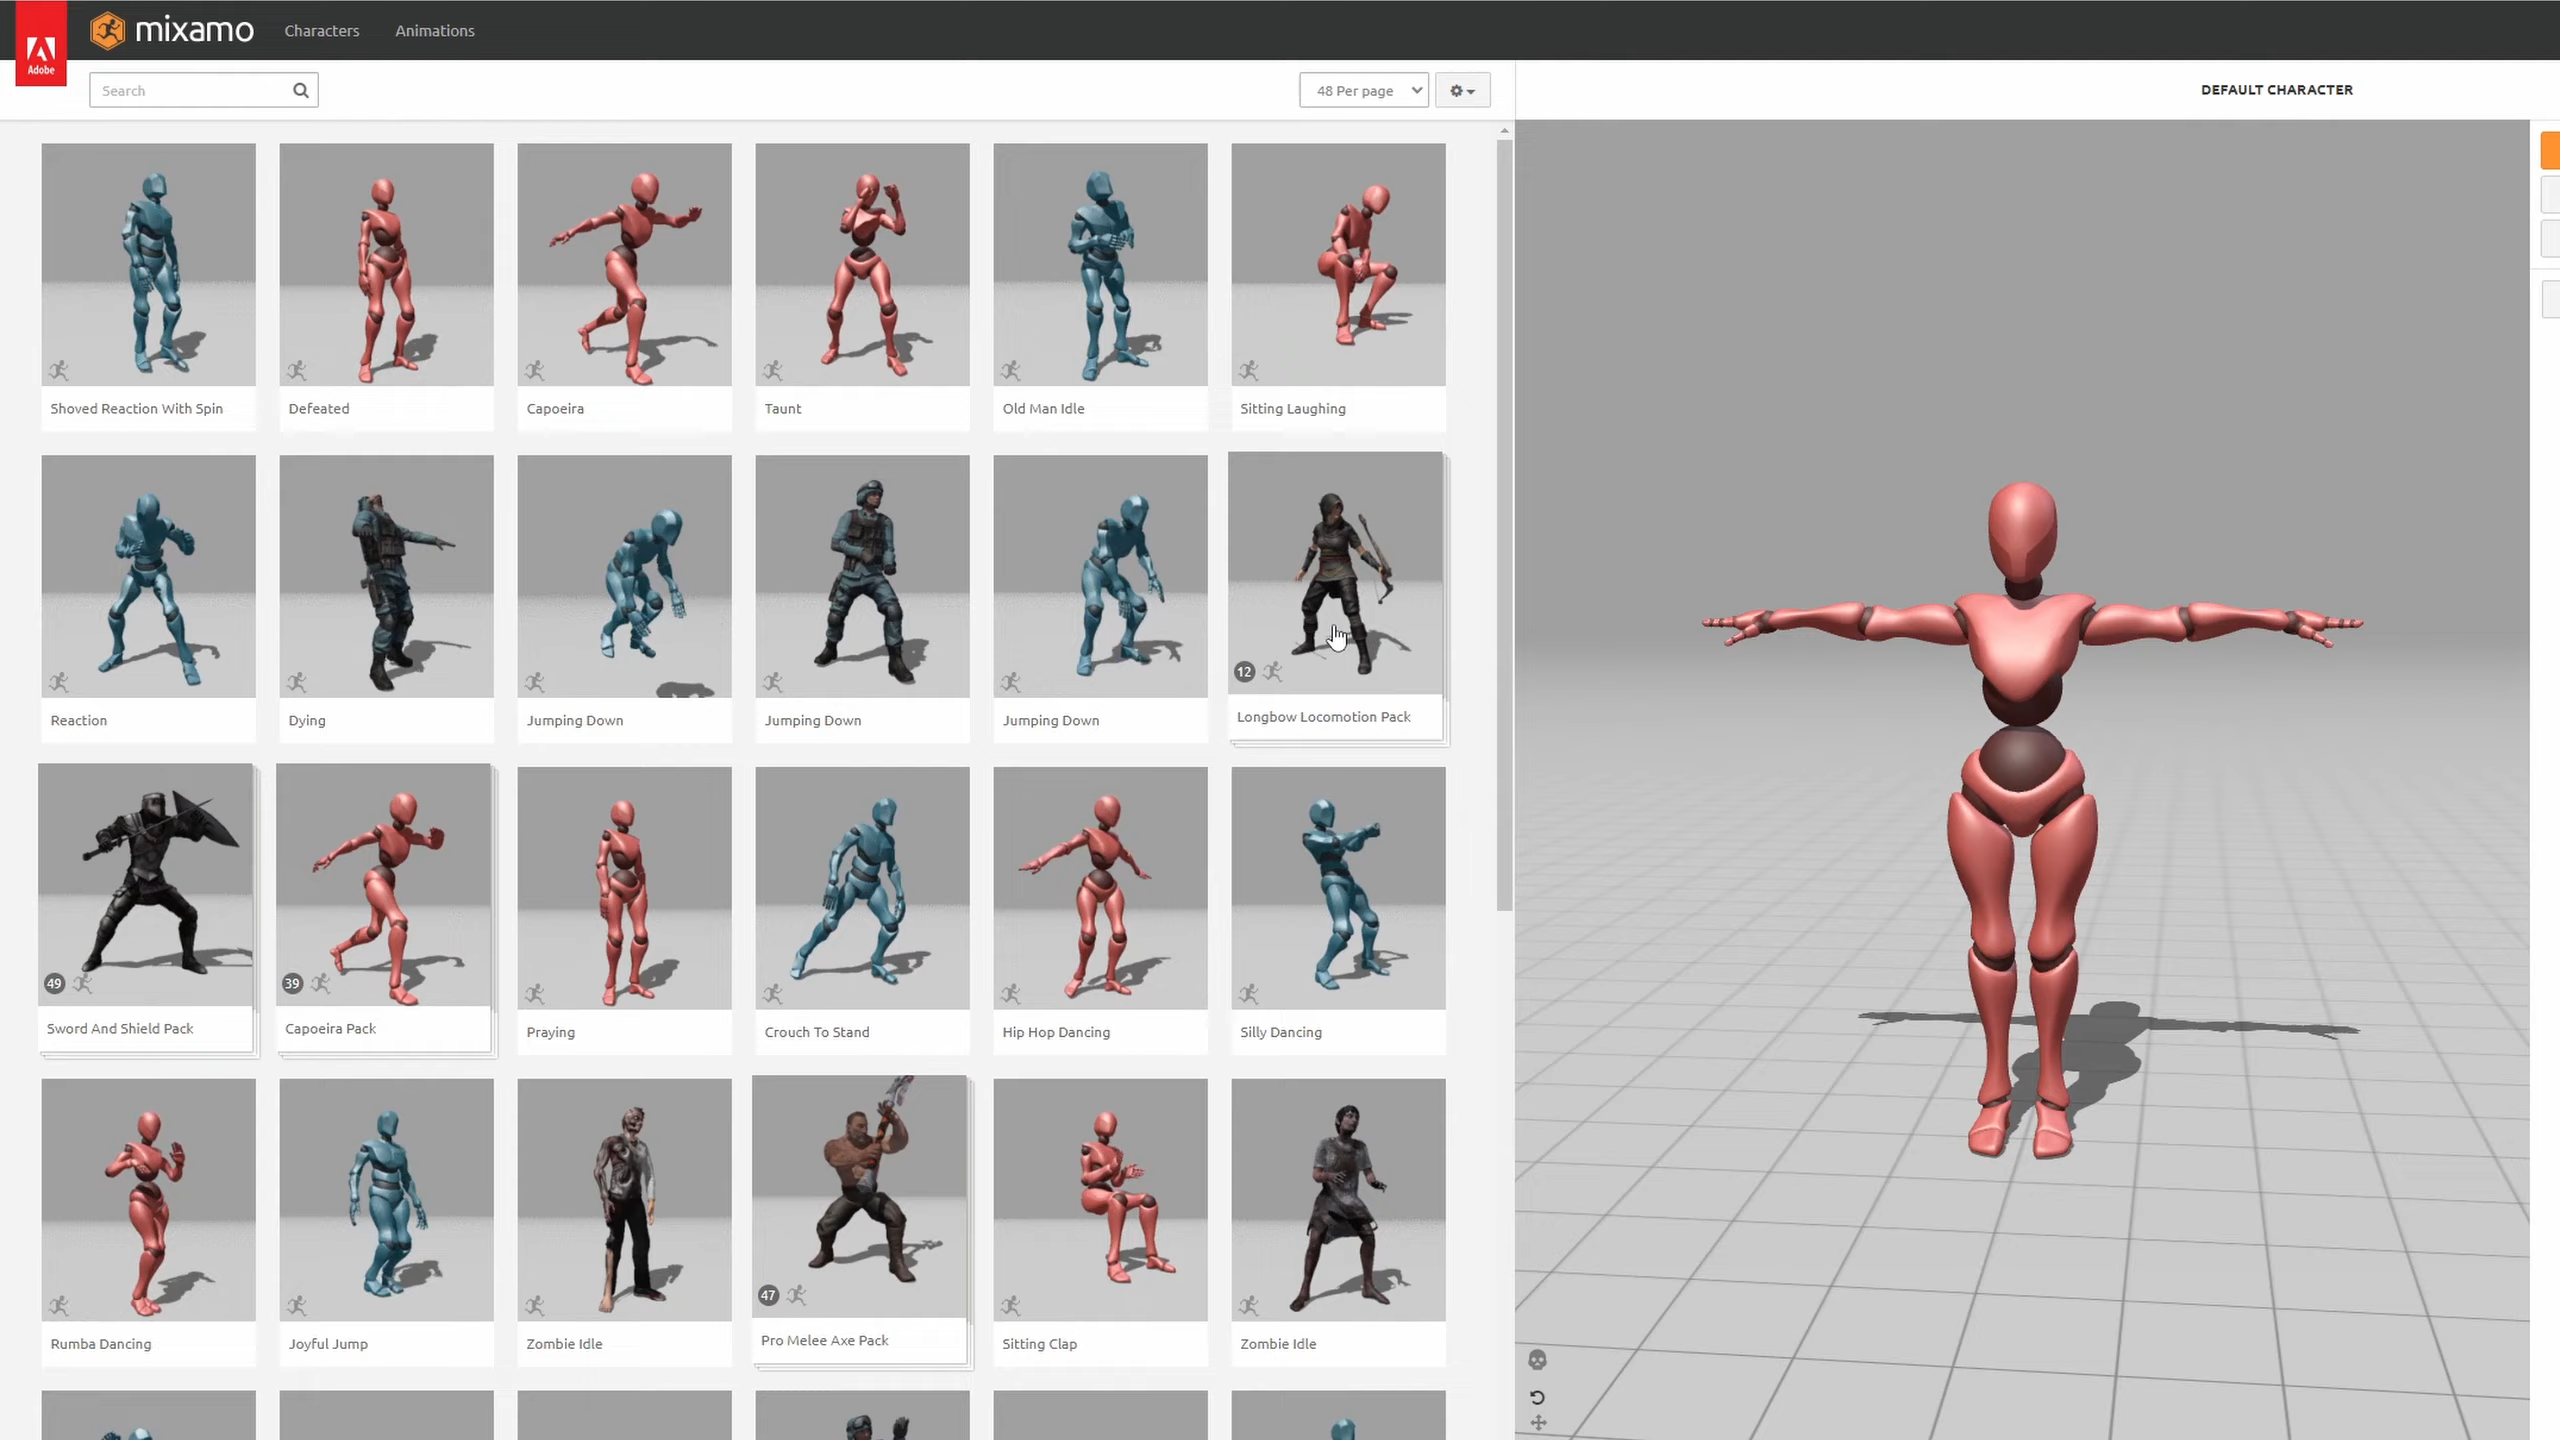 Adobe
mixamo
Characters
Animations
Search
48 Per page
DEFAULT CHARACTER
Shoved Reaction With Spin
Defeated
Capoeira
Taunt
Old Man Idle
Sitting Laughing
Reaction
Dying
Jumping Down
Jumping Down
Jumping Down
12
Longbow Locomotion Pack
49
Sword And Shield Pack
39
Capoeira Pack
Praying
Crouch To Stand
Hip Hop Dancing
Silly Dancing
Rumba Dancing
Joyful Jump
Zombie Idle
47
Pro Melee Axe Pack
Sitting Clap
Zombie Idle